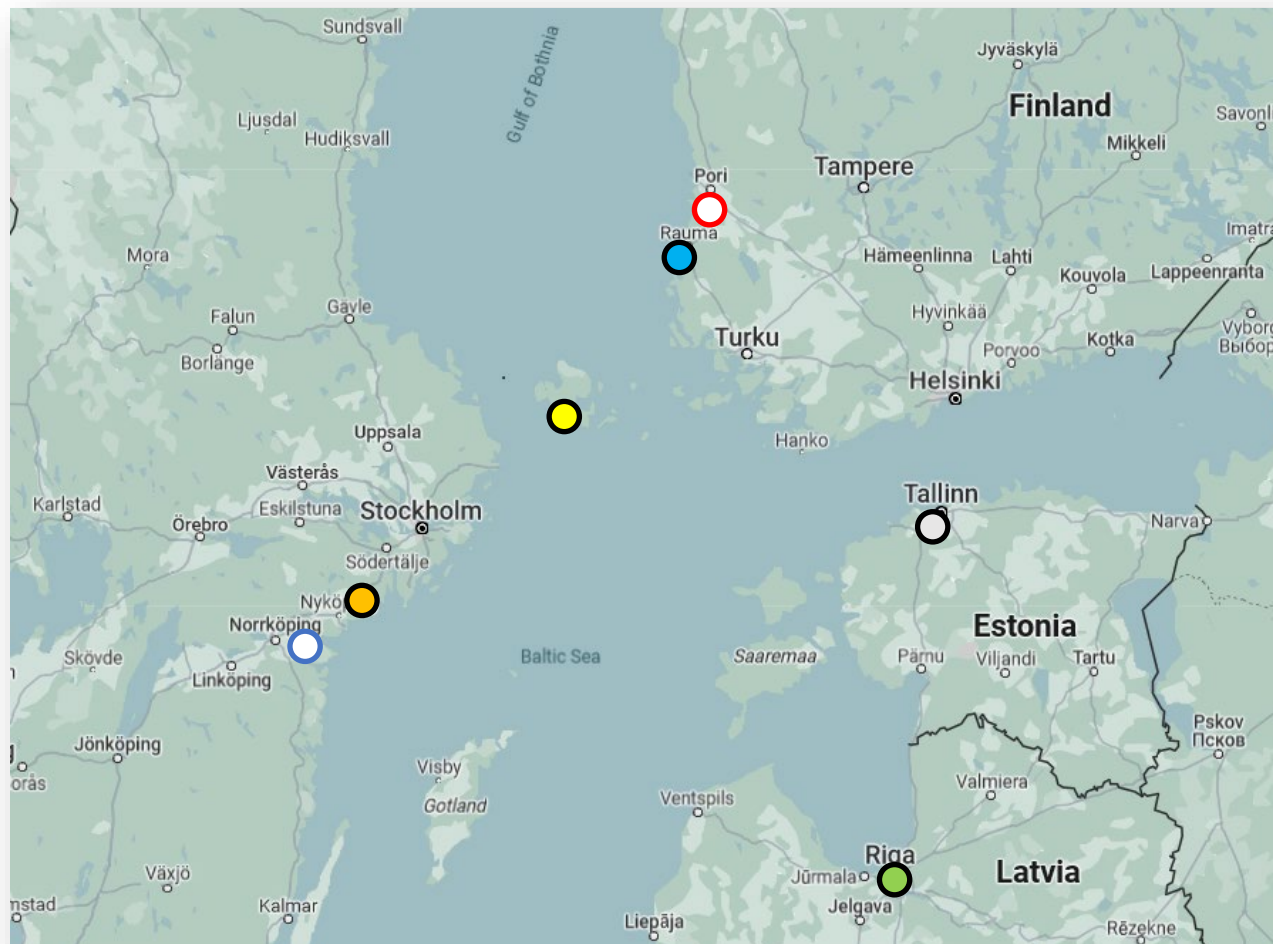 Sundsvall
Gulf of Bothnia
Jyväskylä
Finland
Ljusdal
Hudiksvall
Savonli
Mikkeli
Pori
Tampere
Rauma
Imatra
Mora
Hämeenlinna
Lahti
Kouvola
Lappeenranta
Gävle
Falun
Hyvinkää
Borlänge
Turku
Porvoo
Kotka
Vyborg
Выбор
Helsinki
Uppsala
Hanko
Västerås
Karlstad
Eskilstuna
Stockholm
Tallinn
Örebro
Narva
Södertälje
Nykö
Norrköping
Estonia
Skövde
Baltic Sea
Saaremaa
Pärnu
Viljandi
Tartu
Linköping
Pskov
Псков
Jönköping
Visby
orås
Valmiera
Gotland
Ventspils
Riga
Växjö
Jūrmala
Latvia
mstad
Kalmar
Jelgava
Liepāja
Rēzekne